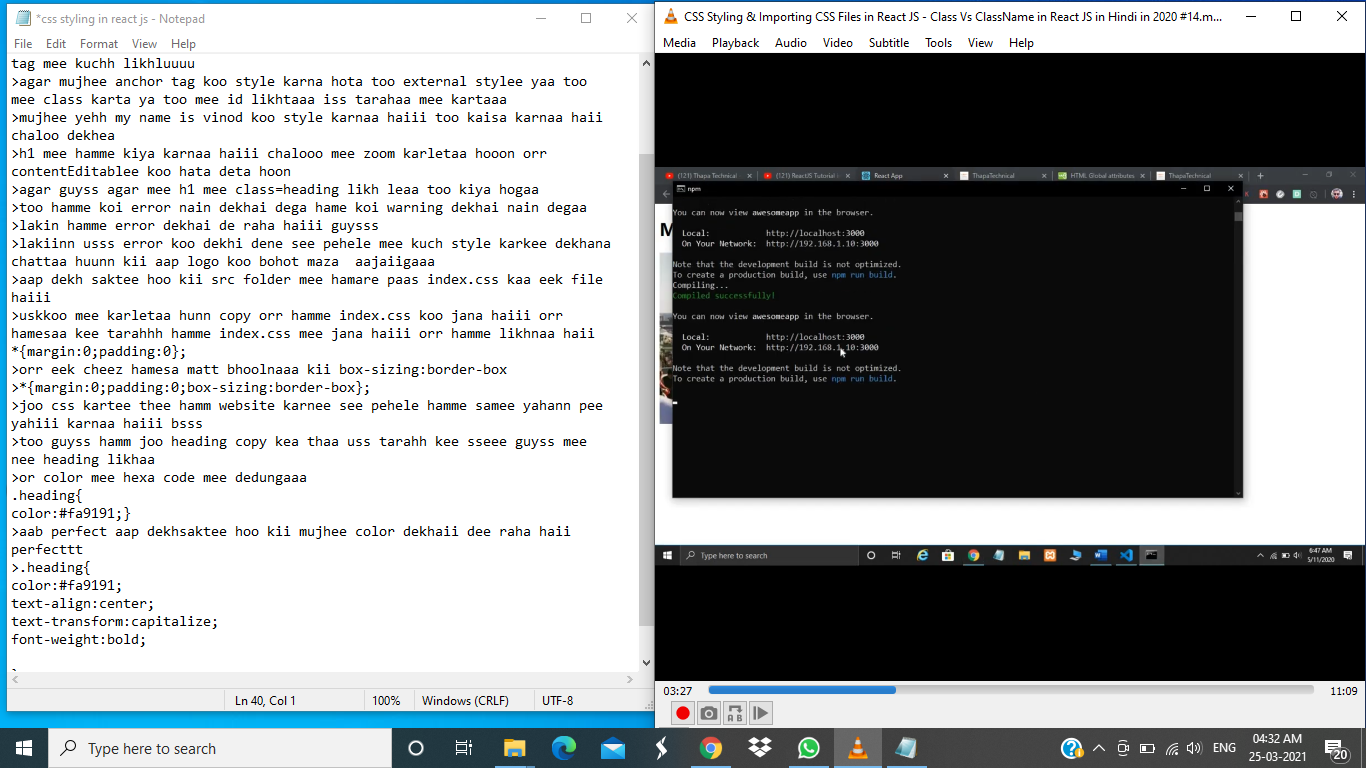 *css styling in react js - Notepad
File Edit Format View Help
tag mee kuchh likhluuuu
>agar mujhee anchor tag koo style karna hota too external stylee yaa too
mee class karta ya too mee id likhtaaa iss tarahaa mee kartaaa
>mujhee yehh my name is vinod koo style karnaa haiii too kaisa karnaa haii
chaloo dekhea
>h1 mee hamme kiya karnaa haiii chalooo mee zoom karletaa hooon orr
contentEditablee koo hata deta hoon
>agar guyss agar mee h1 mee class=heading likh leaa too kiya hogaa
>too hamme koi error nain dekhai dega hame koi warning dekhai nain degaa
>lakin hamme error dekhai de raha haiii guysss
>lakiinn usss error koo dekhi dene see pehele mee kuch style karkee dekhana
chattaa huunn kii aap logo koo bohot maza  aajaiigaaa
>aap dekh saktee hoo kii src folder mee hamare paas index.css kaa eek file
haiii
>uskkoo mee karletaa hunn copy orr hamme index.css koo jana haiii orr
hamesaa kee tarahhh hamme index.css mee jana haiii orr hamme likhnaa haii
*{margin:0;padding:0};
>orr eek cheez hamesa matt bhoolnaaa kii box-sizing:border-box
>*{margin:0;padding:0;box-sizing:border-box};
>joo css kartee thee hamm website karnee see pehele hamme samee yahann pee
yahiii karnaa haiii bsss
>too guyss hamm joo heading copy kea thaa uss tarahh kee sseee guyss mee
nee heading likhaa
>or color mee hexa code mee dedungaaa
.heading{
color:#fa9191;}
>aab perfect aap dekhsaktee hoo kii mujhee color dekhaii dee raha haii
perfecttt
>.heading{
color:#fa9191;
text-align:center;
text-transform:capitalize;
font-weight:bold;
Ln 40, Col 1 100% Windows (CRLF) UTF-8
CSS Styling & Importing CSS Files in React JS - Class Vs ClassName in React JS in Hindi in 2020 #14.m...
Media Playback Audio Video Subtitle Tools View Help
(121) Thapa Technical (121) ReactJS Tutorial React App ThapaTechnical HTML Global attributes ThapaTechnical
npm
M
You can now view awesomeapp in the browser.
Local: http://localhost:3000
On Your Network: http://192.168.1.10:3000
Note that the development build is not optimized.
To create a production build, use npm run build.
Compiling...
Compiled successfully!
You can now view awesomeapp in the browser.
Local: http://localhost:3000
On Your Network: http://192.168.1.10:3000
Note that the development build is not optimized.
To create a production build, use npm run build.
Type here to search
6:47 AM
5/11/2020
03:27 11:09
Type here to search
ENG
04:32 AM
25-03-2021
20